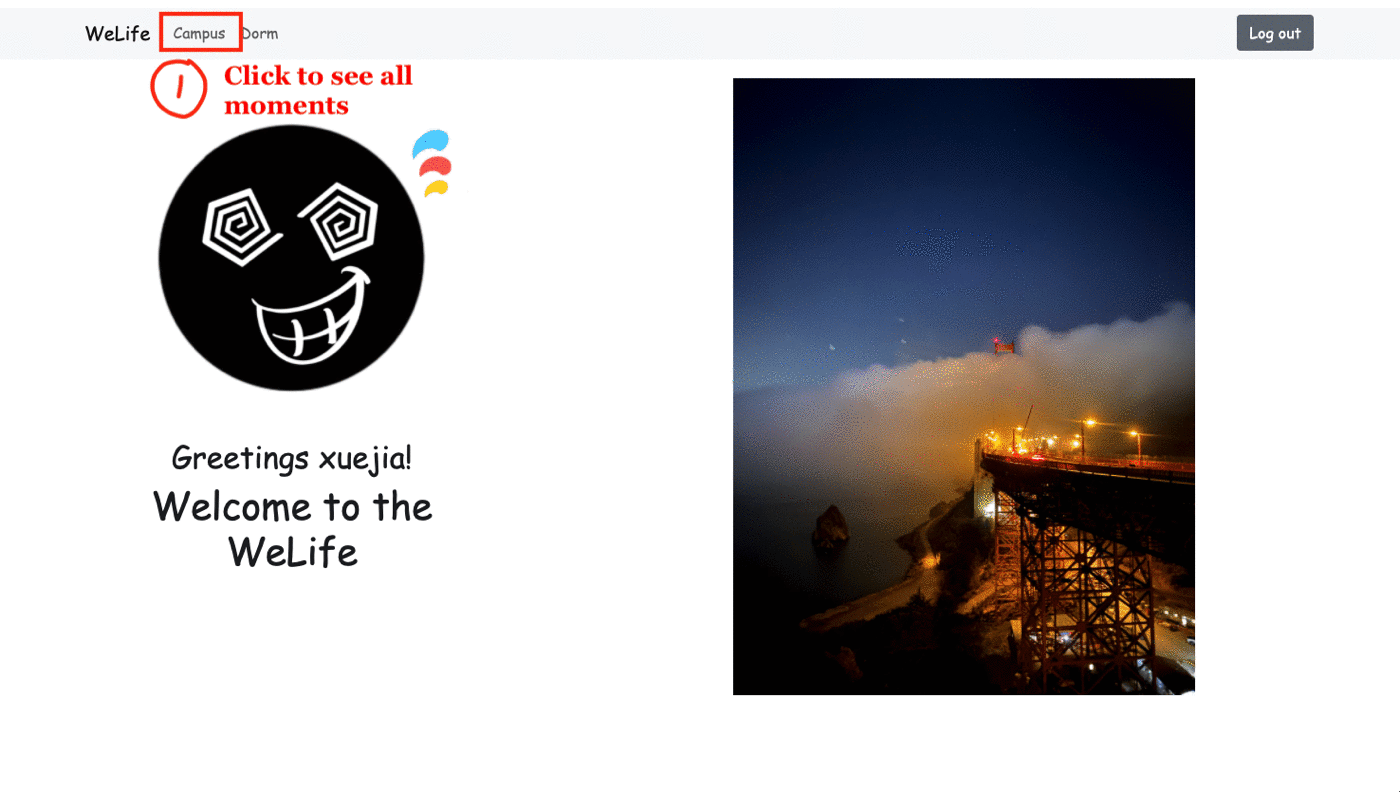 WeLife Campus Dorm Log out
1 Click to see all
moments
Greetings xuejia!
Welcome to the
WeLife